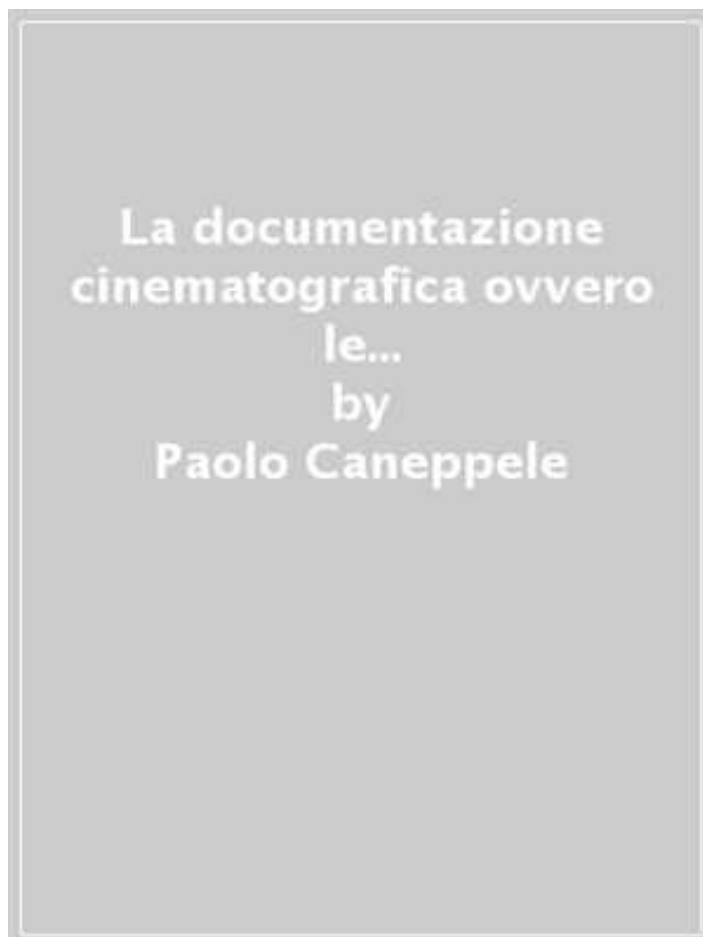 La documentazione
cinematografica ovvero
le...
by
Paolo Caneppele